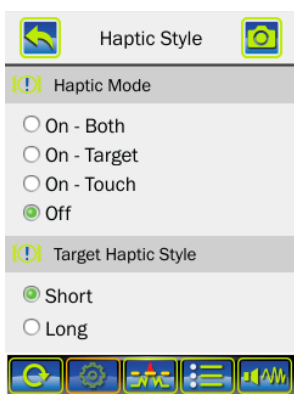 Haptic Style
Haptic Mode
On - Both
On - Target
On - Touch
Off
Target Haptic Style
Short
Long